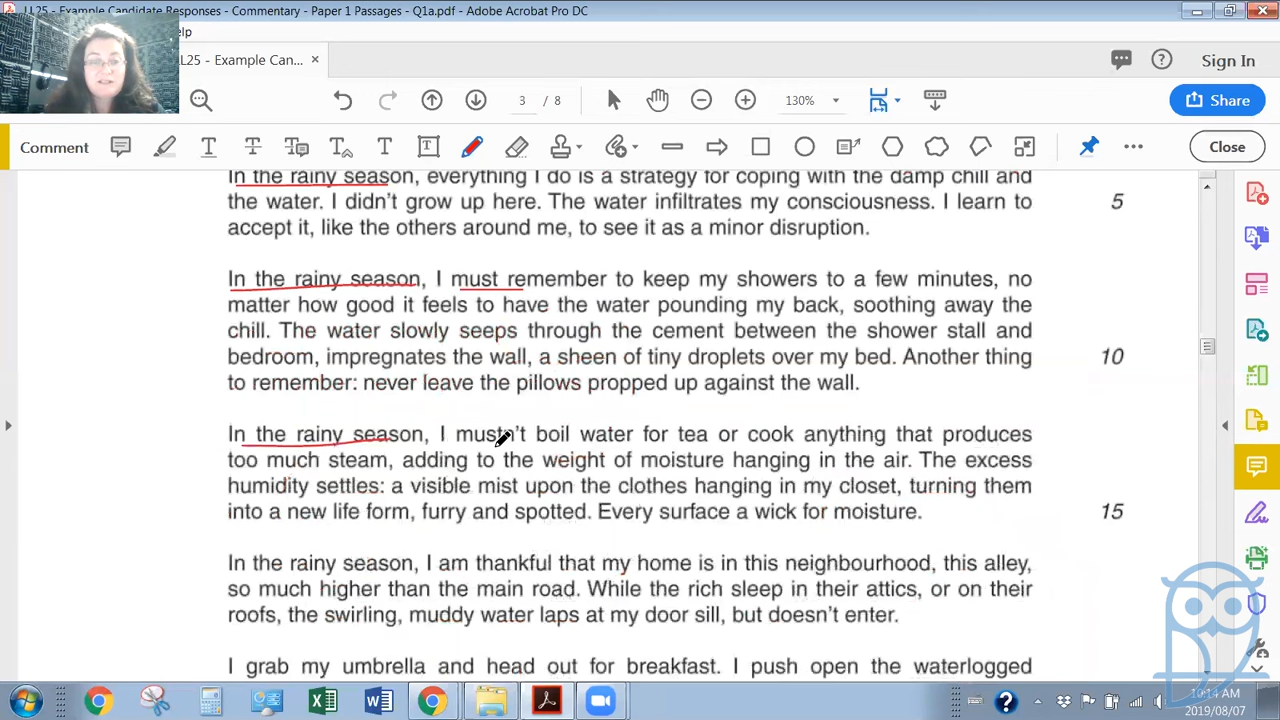 LL25 - Example Candidate Responses - Commentary - Paper 1 Passages - Q1a.pdf - Adobe Acrobat Pro DC
elp
L25 - Example Can...
3 / 8
130%
Sign In
Share
Comment
Close
In the rainy season, everything I do is a strategy for coping with the damp chill and
the water. I didn't grow up here. The water infiltrates my consciousness. I learn to 5
accept it, like the others around me, to see it as a minor disruption.
In the rainy season, I must remember to keep my showers to a few minutes, no
matter how good it feels to have the water pounding my back, soothing away the
chill. The water slowly seeps through the cement between the shower stall and
bedroom, impregnates the wall, a sheen of tiny droplets over my bed. Another thing 10
to remember: never leave the pillows propped up against the wall.
In the rainy season, I mustn't boil water for tea or cook anything that produces
too much steam, adding to the weight of moisture hanging in the air. The excess
humidity settles: a visible mist upon the clothes hanging in my closet, turning them
into a new life form, furry and spotted. Every surface a wick for moisture. 15
In the rainy season, I am thankful that my home is in this neighbourhood, this alley,
so much higher than the main road. While the rich sleep in their attics, or on their
roofs, the swirling, muddy water laps at my door sill, but doesn't enter.
I grab my umbrella and head out for breakfast. I push open the waterlogged
10:14 AM
2019/08/07